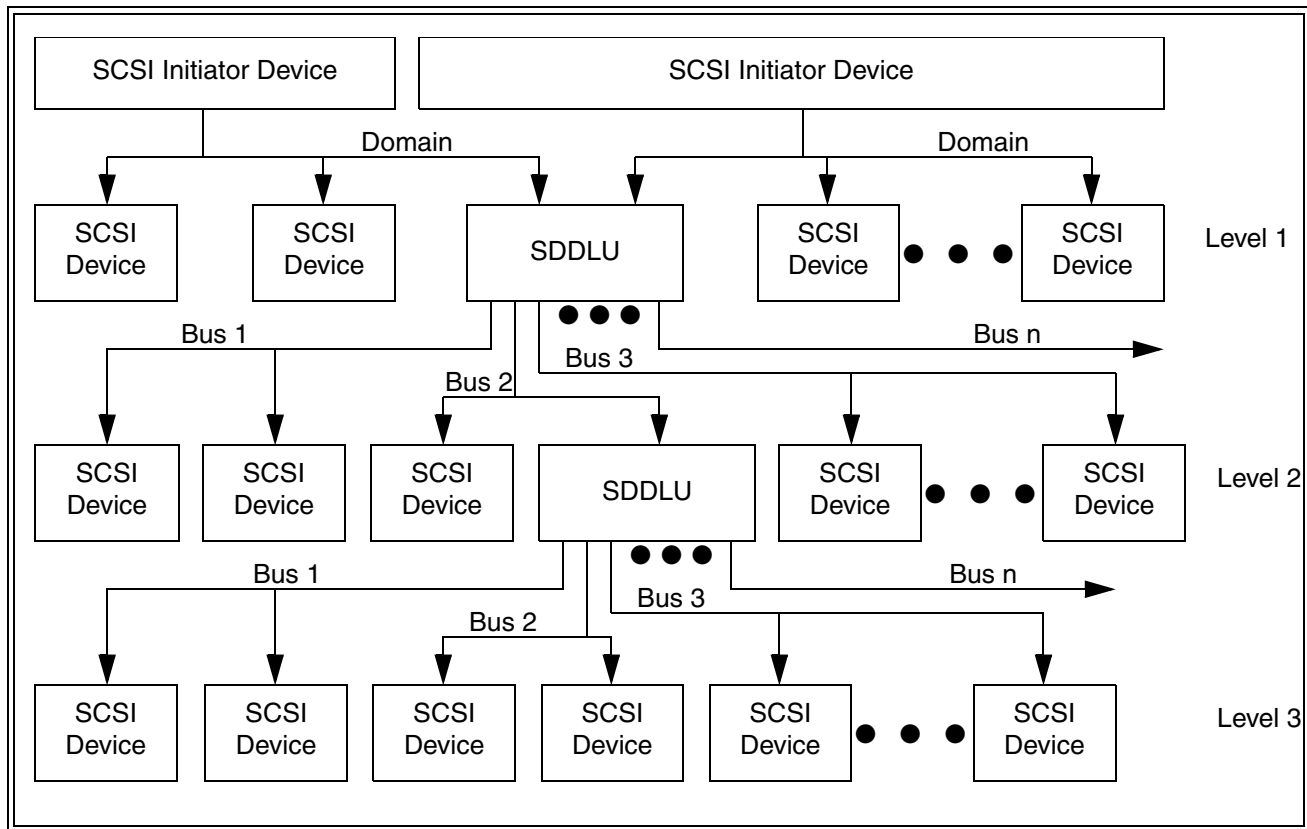 SCSI Initiator Device
SCSI Initiator Device
Domain
Domain
SCSI
Device
SCSI
Device
SDDLU
SCSI
Device
SCSI
Device
Level 1
Bus 1
Bus n
Bus 3
Bus 2
SCSI
Device
SCSI
Device
SCSI
Device
SDDLU
SCSI
Device
SCSI
Device
Level 2
Bus 1
Bus n
Bus 3
Bus 2
SCSI
Device
SCSI
Device
SCSI
Device
SCSI
Device
SCSI
Device
SCSI
Device
Level 3